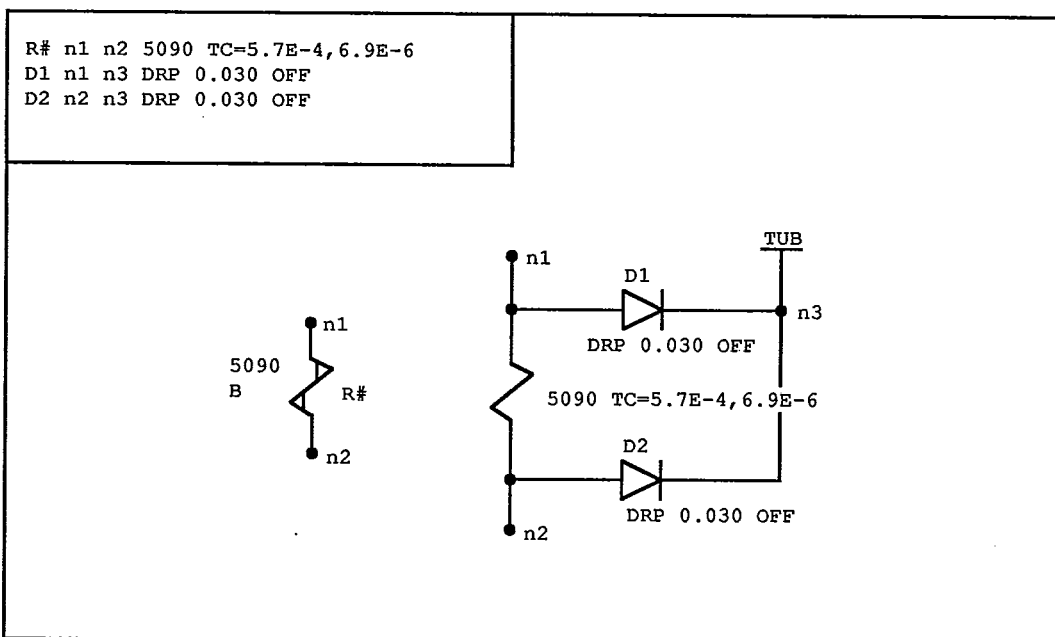 R# n1 n2 5090 TC=5.7E-4,6.9E-6
D1 n1 n3 DRP 0.030 OFF
D2 n2 n3 DRP 0.030 OFF
TUB
n1
D1
n3
n1
DRP 0.030 OFF
5090
B
R#
5090 TC=5.7E-4,6.9E-6
n2
D2
DRP 0.030 OFF
n2